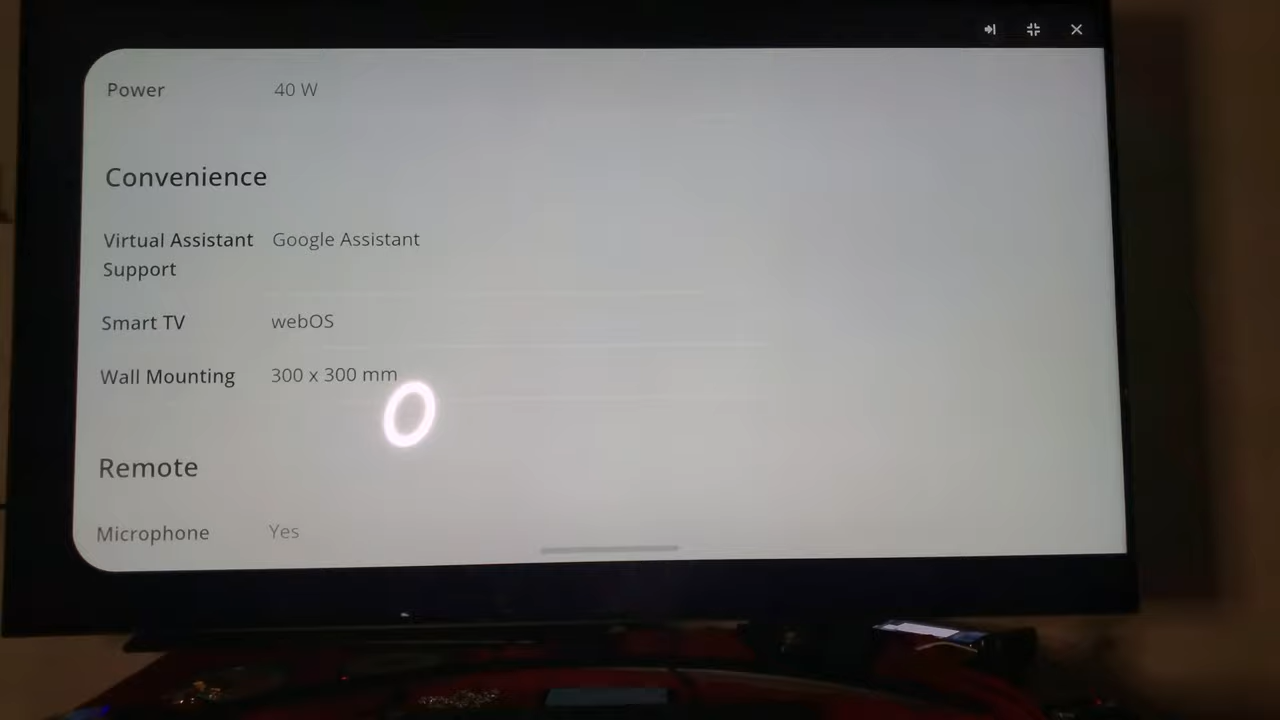 Power 40 W
Convenience
Virtual Assistant Google Assistant
Support
Smart TV webOS
Wall Mounting 300 x 300 mm
Remote
Microphone Yes